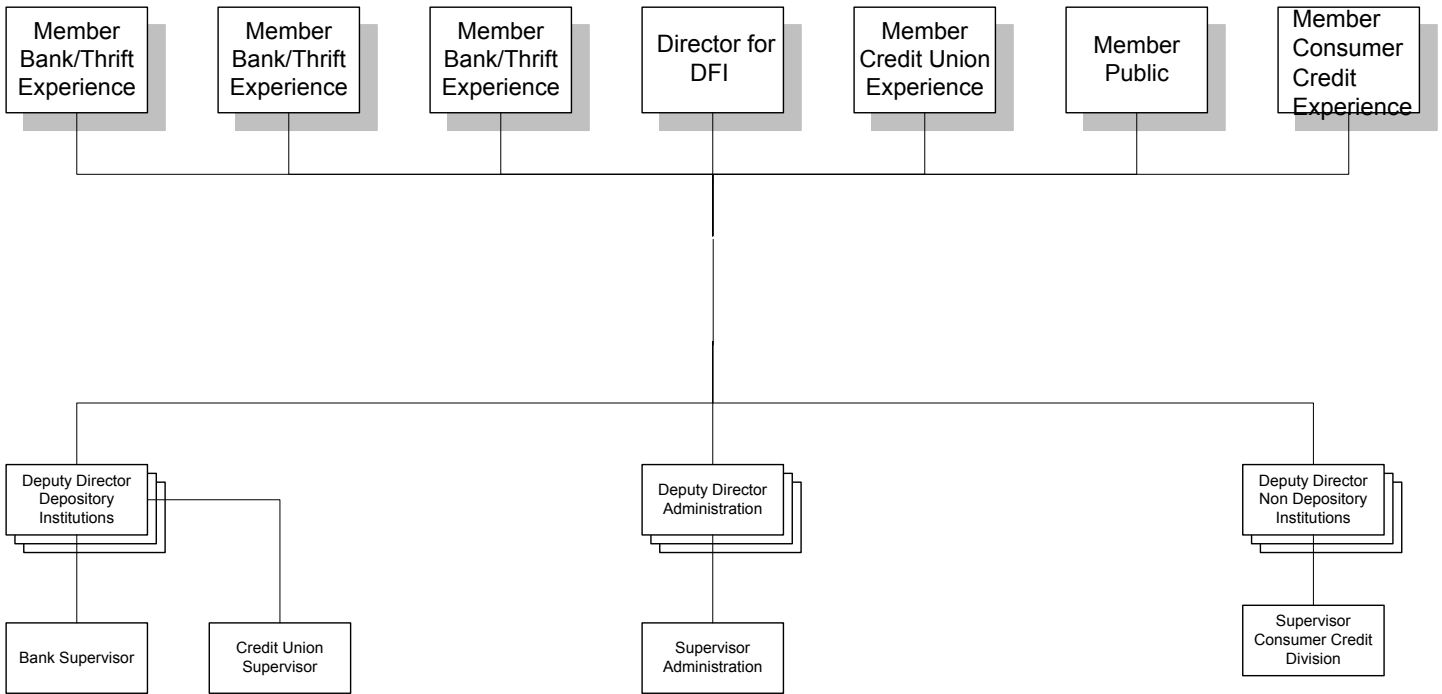 Member
Bank/Thrift
Experience
Member
Bank/Thrift
Experience
Member
Bank/Thrift
Experience
Director for
DFI
Member
Credit Union
Experience
Member
Public
Member
Consumer
Credit
Experience
Deputy Director
Depository
Institutions
Deputy Director
Administration
Deputy Director
Non Depository
Institutions
Bank Supervisor
Credit Union
Supervisor
Supervisor
Administration
Supervisor
Consumer Credit
Division